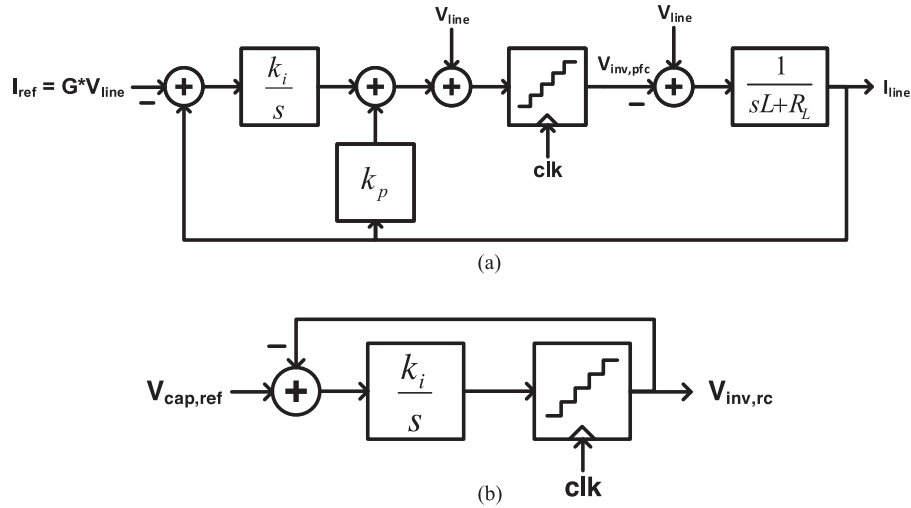 V_line
V_line
I_ref = G*V_line
k_i
s
V_inv,pfc
1
sL+R_L
I_line
k_p
clk
(a)
V_cap,ref
k_i
s
V_inv,rc
clk
(b)